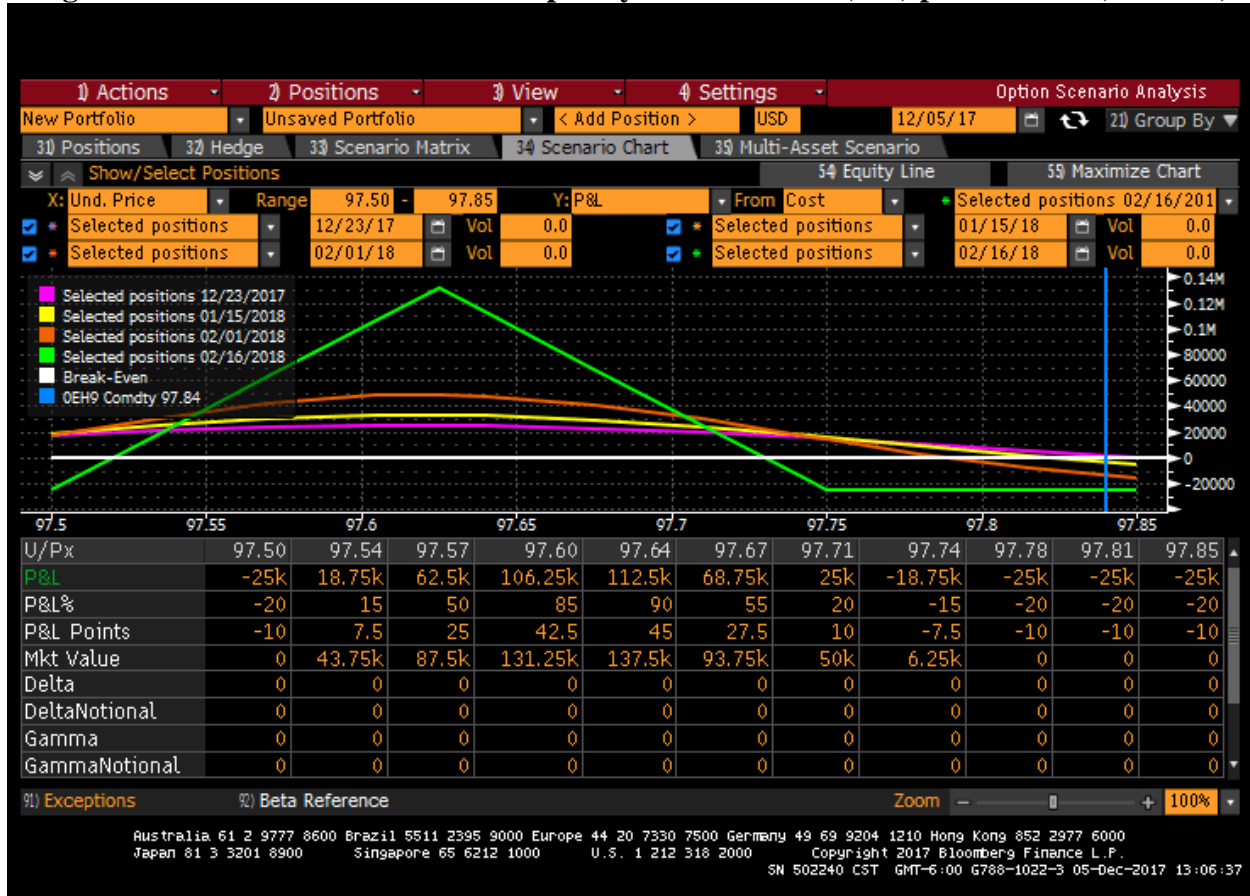 1) Actions 2) Positions 3) View 4) Settings Option Scenario Analysis
New Portfolio Unsaved Portfolio < Add Position > USD 12/05/17 21) Group By
31) Positions 32) Hedge 33) Scenario Matrix 34) Scenario Chart 35) Multi-Asset Scenario
Show/Select Positions 54) Equity Line 55) Maximize Chart
X: Und. Price Range 97.50 - 97.85 Y: P&L From Cost Selected positions 02/16/201
Selected positions 12/23/17 Vol 0.0 Selected positions 01/15/18 Vol 0.0
Selected positions 02/01/18 Vol 0.0 Selected positions 02/16/18 Vol 0.0
Selected positions 12/23/2017
Selected positions 01/15/2018
Selected positions 02/01/2018
Selected positions 02/16/2018
Break-Even
0EH9 Comdty 97.84
0.14M
0.12M
0.1M
80000
60000
40000
20000
0
-20000
97.5 97.55 97.6 97.65 97.7 97.75 97.8 97.85
U/Px 97.50 97.54 97.57 97.60 97.64 97.67 97.71 97.74 97.78 97.81 97.85
P&L -25k 18.75k 62.5k 106.25k 112.5k 68.75k 25k -18.75k -25k -25k -25k
P&L% -20 15 50 85 90 55 20 -15 -20 -20 -20
P&L Points -10 7.5 25 42.5 45 27.5 10 -7.5 -10 -10 -10
Mkt Value 0 43.75k 87.5k 131.25k 137.5k 93.75k 50k 6.25k 0 0 0
Delta 0 0 0 0 0 0 0 0 0 0 0
DeltaNotional 0 0 0 0 0 0 0 0 0 0 0
Gamma 0 0 0 0 0 0 0 0 0 0 0
GammaNotional 0 0 0 0 0 0 0 0 0 0 0
91) Exceptions 92) Beta Reference Zoom - + 100%
Australia 61 2 9777 8600 Brazil 5511 2395 9000 Europe 44 20 7330 7500 Germany 49 69 9204 1210 Hong Kong 852 2977 6000
Japan 81 3 3201 8900 Singapore 65 6212 1000 U.S. 1 212 318 2000 Copyright 2017 Bloomberg Finance L.P.
SN 502240 CST GMT-6:00 G788-1022-3 05-Dec-2017 13:06:37